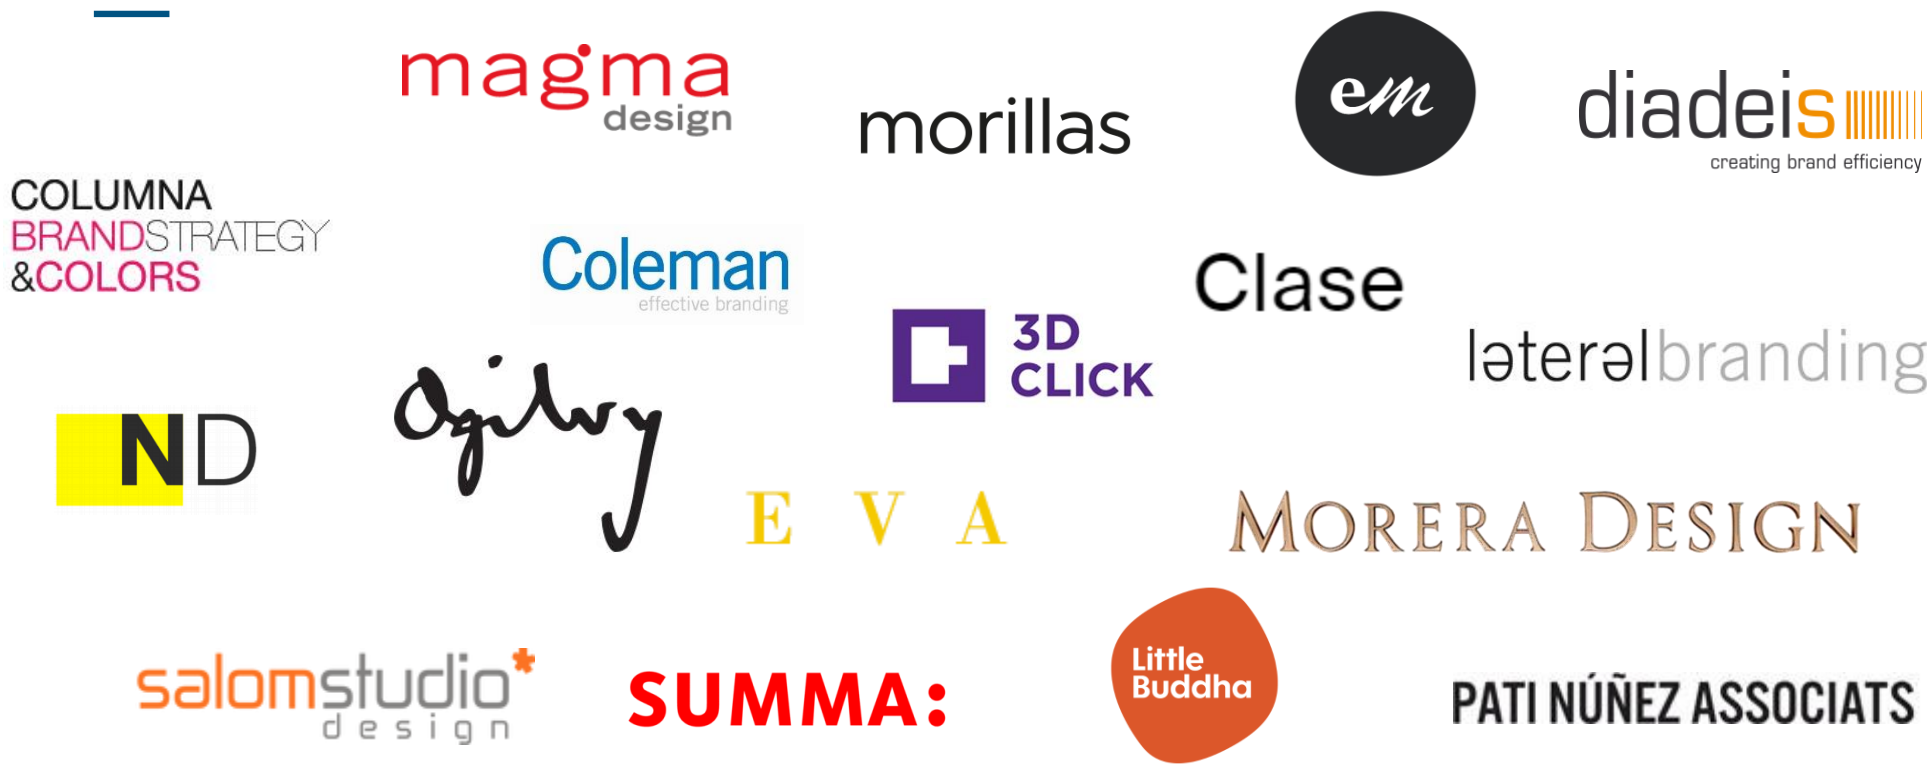 magma
design
morillas
em
diadeis
creating brand efficiency
COLUMNA
BRANDSTRATEGY
&COLORS
Coleman
effective branding
Clase
3D
CLICK
lәterәlbranding
Ogilvy
ND
E V A
MORERA DESIGN
salomstudio*
design
SUMMA:
Little
Buddha
PATI NÚÑEZ ASSOCIATS